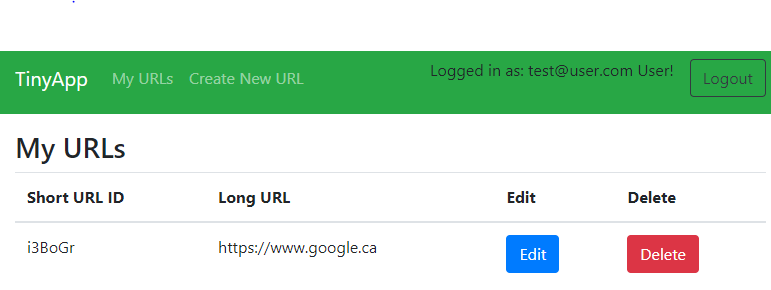 TinyApp My URLs Create New URL Logged in as: test@user.com User! Logout
My URLs
Short URL ID Long URL Edit Delete
i3BoGr https://www.google.ca Edit Delete